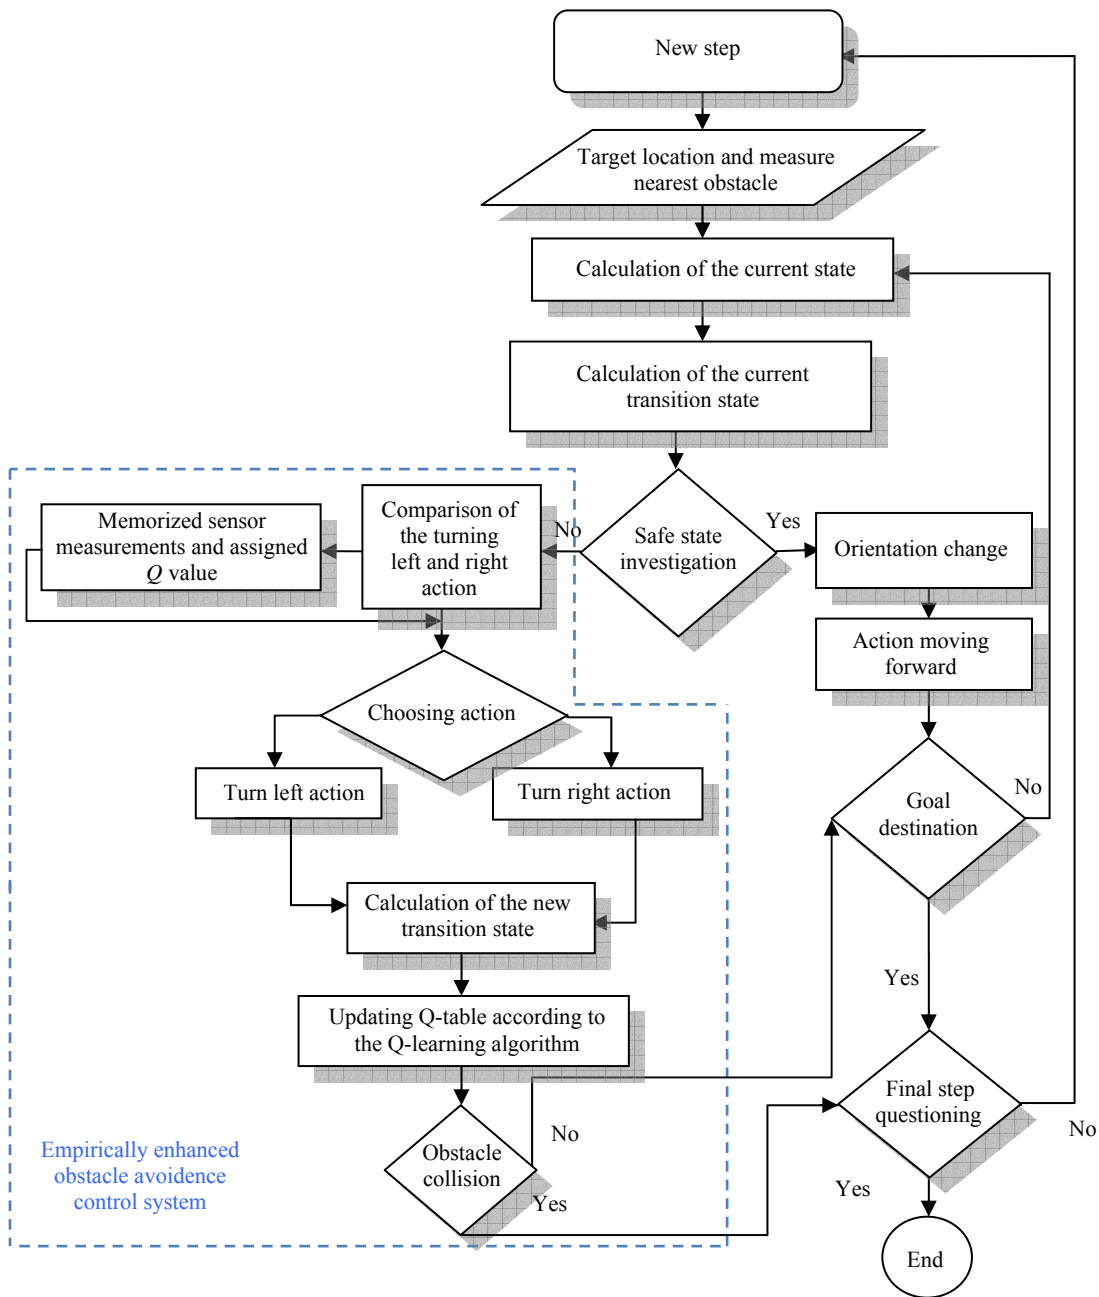 New step
Target location and measure
nearest obstacle
Calculation of the current state
Calculation of the current
transition state
Safe state
investigation
No
Yes
Comparison of
the turning
left and right
action
Memorized sensor
measurements and assigned
Q value
Orientation change
Action moving
forward
Choosing action
Turn left action
Turn right action
Goal
destination
No
Yes
Calculation of the new
transition state
Updating Q-table according to
the Q-learning algorithm
Obstacle
collision
No
Yes
Final step
questioning
No
Yes
End
Empirically enhanced
obstacle avoidence
control system